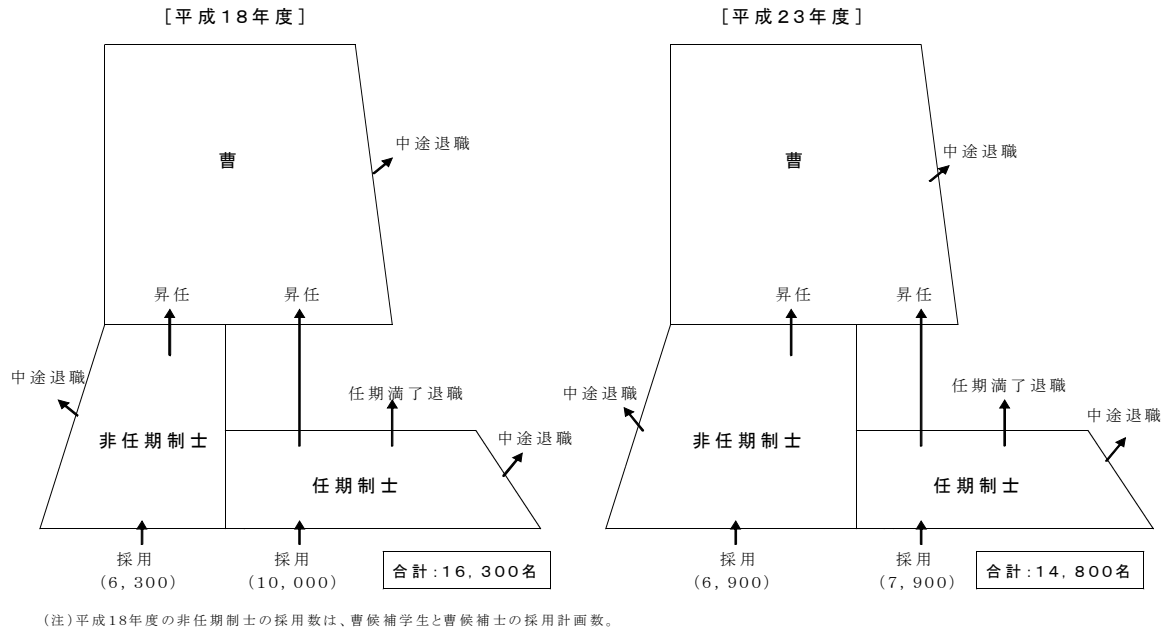 [平成18年度]
中途退職
曹
昇任
昇任
中途退職
任期満了退職
中途退職
非任期制士
任期制士
採用
(6,300)
採用
(10,000)
合計:16,300名
[平成23年度]
中途退職
曹
昇任
昇任
中途退職
任期満了退職
中途退職
非任期制士
任期制士
採用
(6,900)
採用
(7,900)
合計:14,800名
(注)平成18年度の非任期制士の採用数は、曹候補学生と曹候補士の採用計画数。